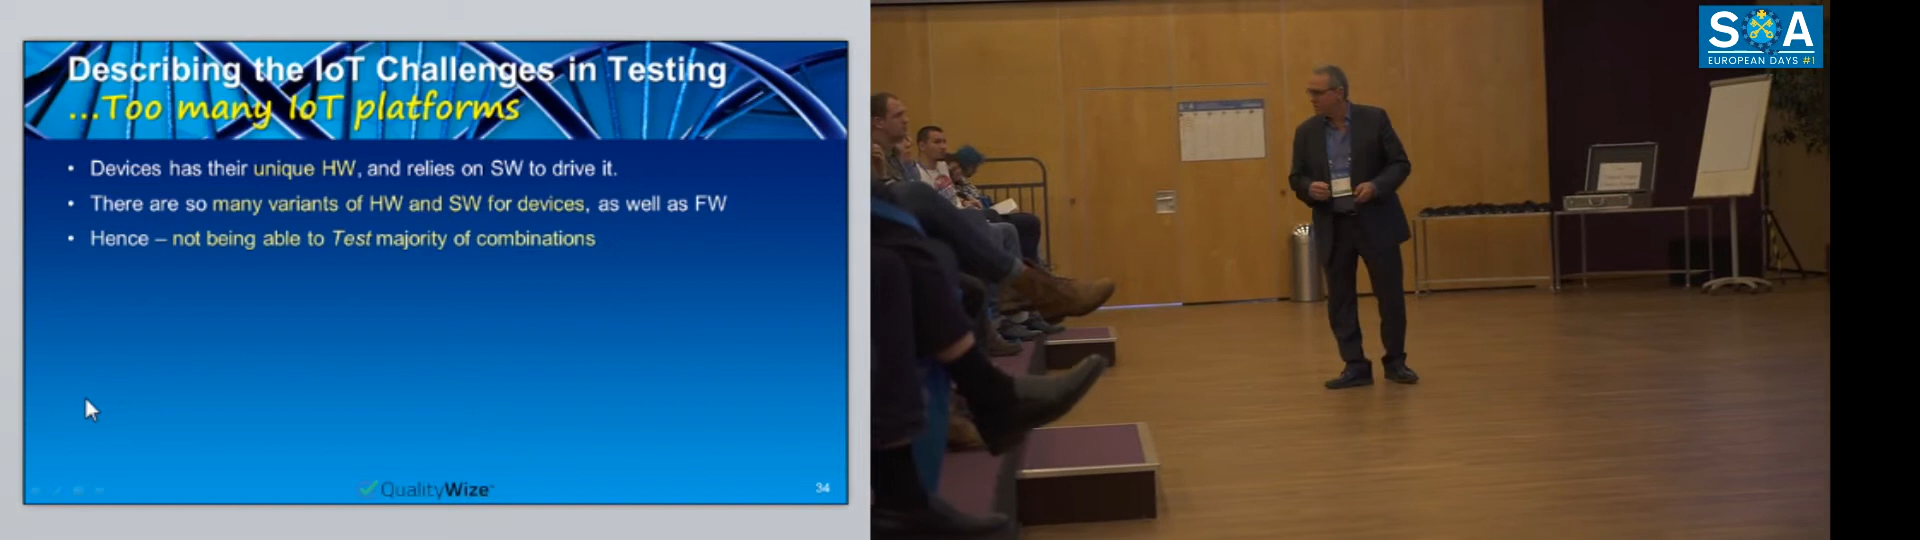 Describing the IoT Challenges in Testing
...Too many IoT platforms
• Devices has their unique HW, and relies on SW to drive it.
• There are so many variants of HW and SW for devices, as well as FW
• Hence – not being able to Test majority of combinations
QualityWize
34
S A
EUROPEAN DAYS #1